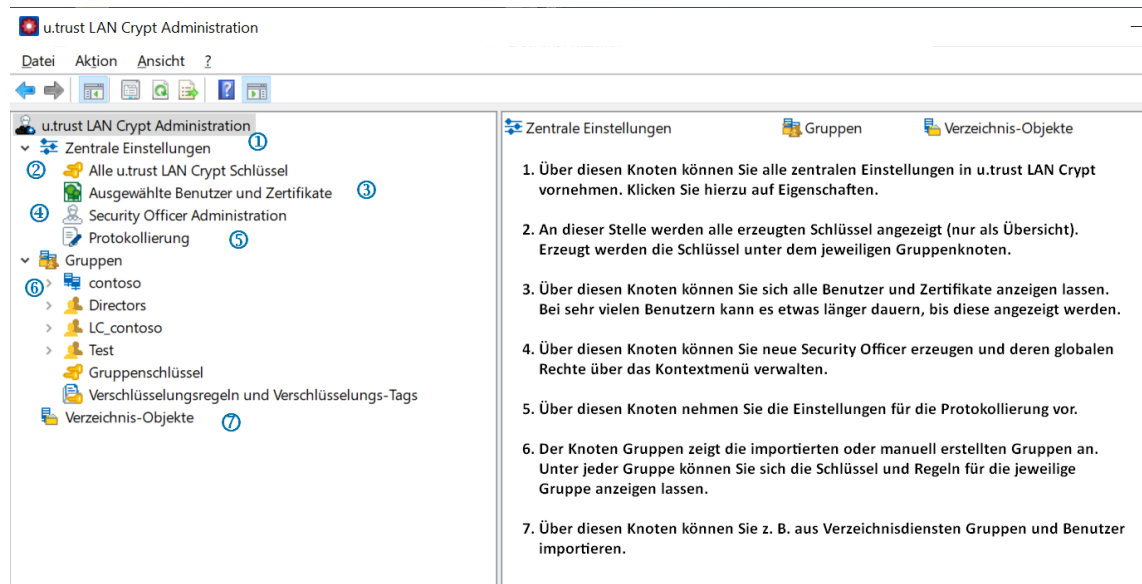 u.trust LAN Crypt Administration
Datei Aktion Ansicht ?
u.trust LAN Crypt Administration
Zentrale Einstellungen ①
② Alle u.trust LAN Crypt Schlüssel
Ausgewählte Benutzer und Zertifikate ③
④ Security Officer Administration
Protokollierung ⑤
Gruppen
⑥ contoso
Directors
LC_contoso
Test
Gruppenschlüssel
Verschlüsselungsregeln und Verschlüsselungs-Tags
Verzeichnis-Objekte ⑦
Zentrale Einstellungen Gruppen Verzeichnis-Objekte
1. Über diesen Knoten können Sie alle zentralen Einstellungen in u.trust LAN Crypt
vornehmen. Klicken Sie hierzu auf Eigenschaften.
2. An dieser Stelle werden alle erzeugten Schlüssel angezeigt (nur als Übersicht).
Erzeugt werden die Schlüssel unter dem jeweiligen Gruppenknoten.
3. Über diesen Knoten können Sie sich alle Benutzer und Zertifikate anzeigen lassen.
Bei sehr vielen Benutzern kann es etwas länger dauern, bis diese angezeigt werden.
4. Über diesen Knoten können Sie neue Security Officer erzeugen und deren globalen
Rechte über das Kontextmenü verwalten.
5. Über diesen Knoten nehmen Sie die Einstellungen für die Protokollierung vor.
6. Der Knoten Gruppen zeigt die importierten oder manuell erstellten Gruppen an.
Unter jeder Gruppe können Sie sich die Schlüssel und Regeln für die jeweilige
Gruppe anzeigen lassen.
7. Über diesen Knoten können Sie z. B. aus Verzeichnisdiensten Gruppen und Benutzer
importieren.